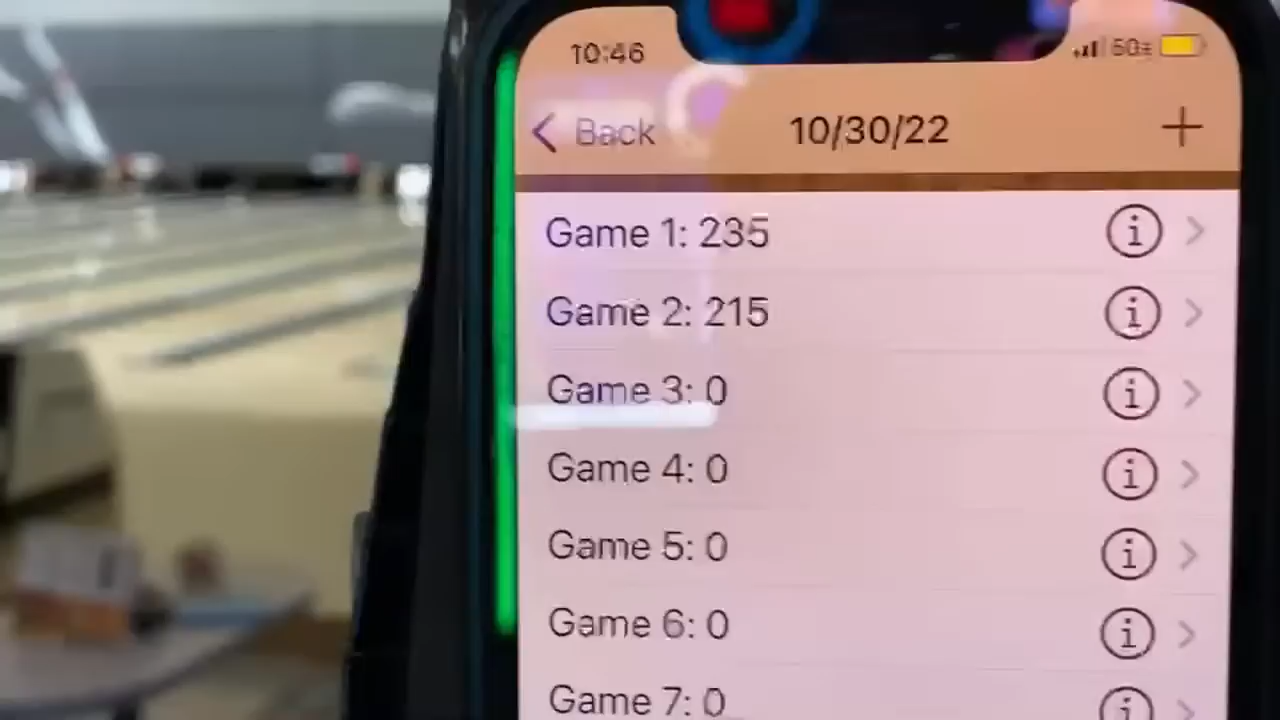 10:46
Back
10/30/22
Game 1: 235
Game 2: 215
Game 3: 0
Game 4: 0
Game 5: 0
Game 6: 0
Game 7: 0